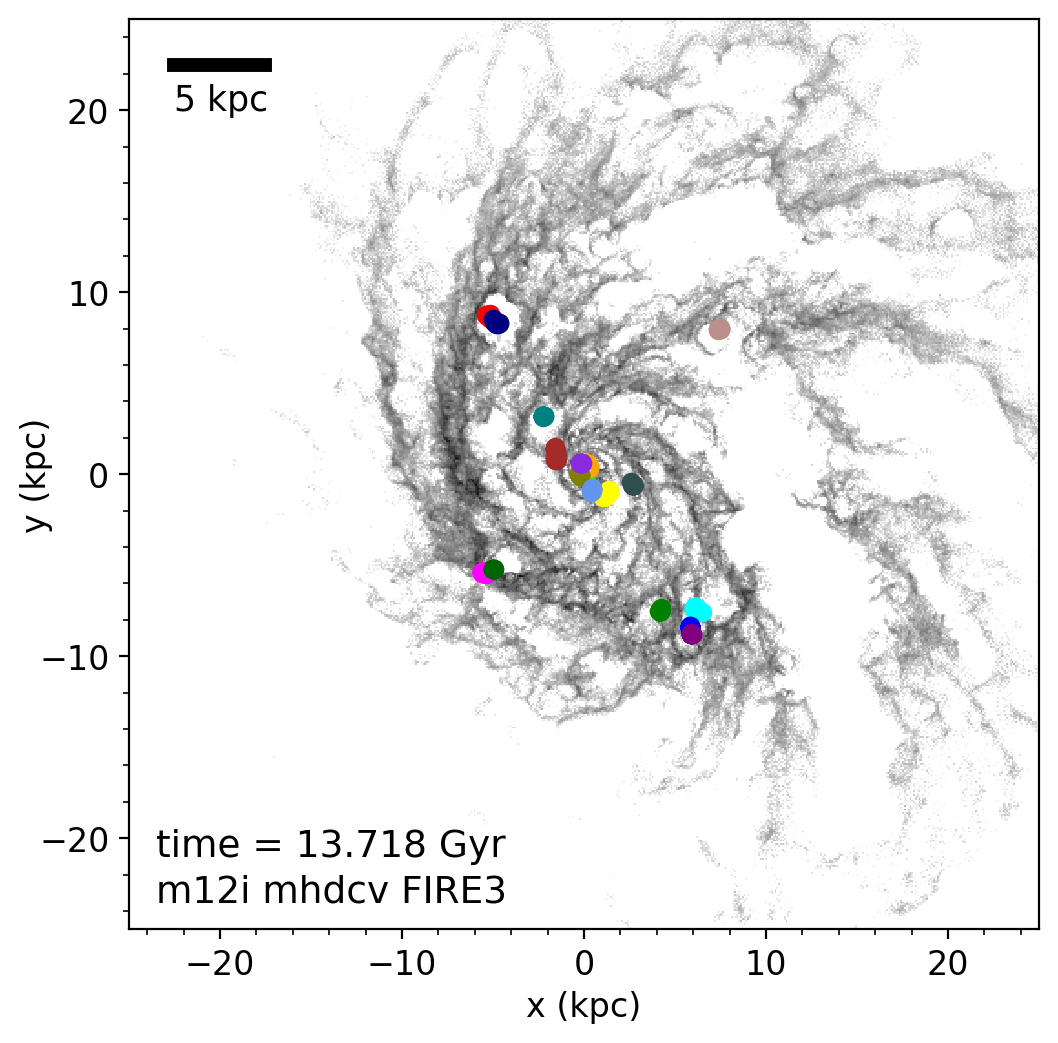 5 kpc
20
10
0
−10
−20
y (kpc)
time = 13.718 Gyr
m12i mhdcv FIRE3
−20 −10 0 10 20
x (kpc)